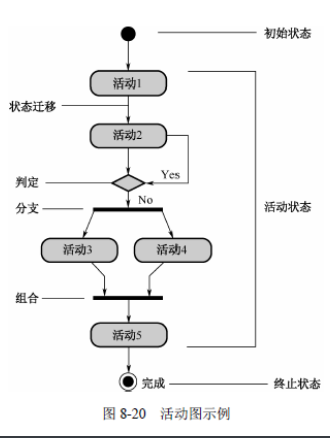 初始状态
活动1
状态迁移
活动2
Yes
判定
No
分支
活动状态
活动3
活动4
组合
活动5
完成
终止状态
图 8-20 活动图示例